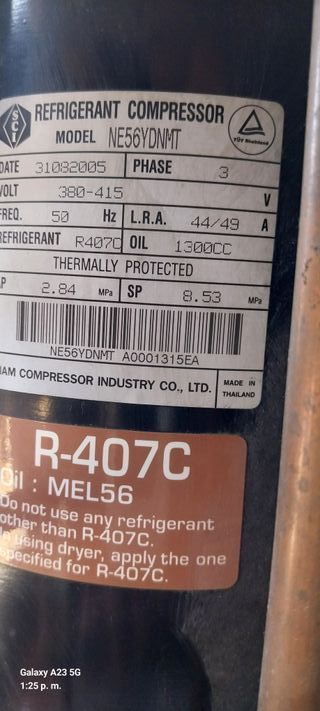 SCI
REFRIGERANT COMPRESSOR
TÜV Rheinland
MODEL NE56YDNMT
DATE 31082005 PHASE 3
VOLT 380-415 V
FREQ. 50 Hz L.R.A. 44/49 A
REFRIGERANT R407C OIL 1300CC
THERMALLY PROTECTED
P 2.84 MPa SP 8.53 MPa
NE56YDNMT A0001315EA
IAM COMPRESSOR INDUSTRY CO., LTD. MADE IN THAILAND
R-407C
Oil : MEL56
Do not use any refrigerant
other than R-407C.
using dryer, apply the one
specified for R-407C.
Galaxy A23 5G
1:25 p. m.